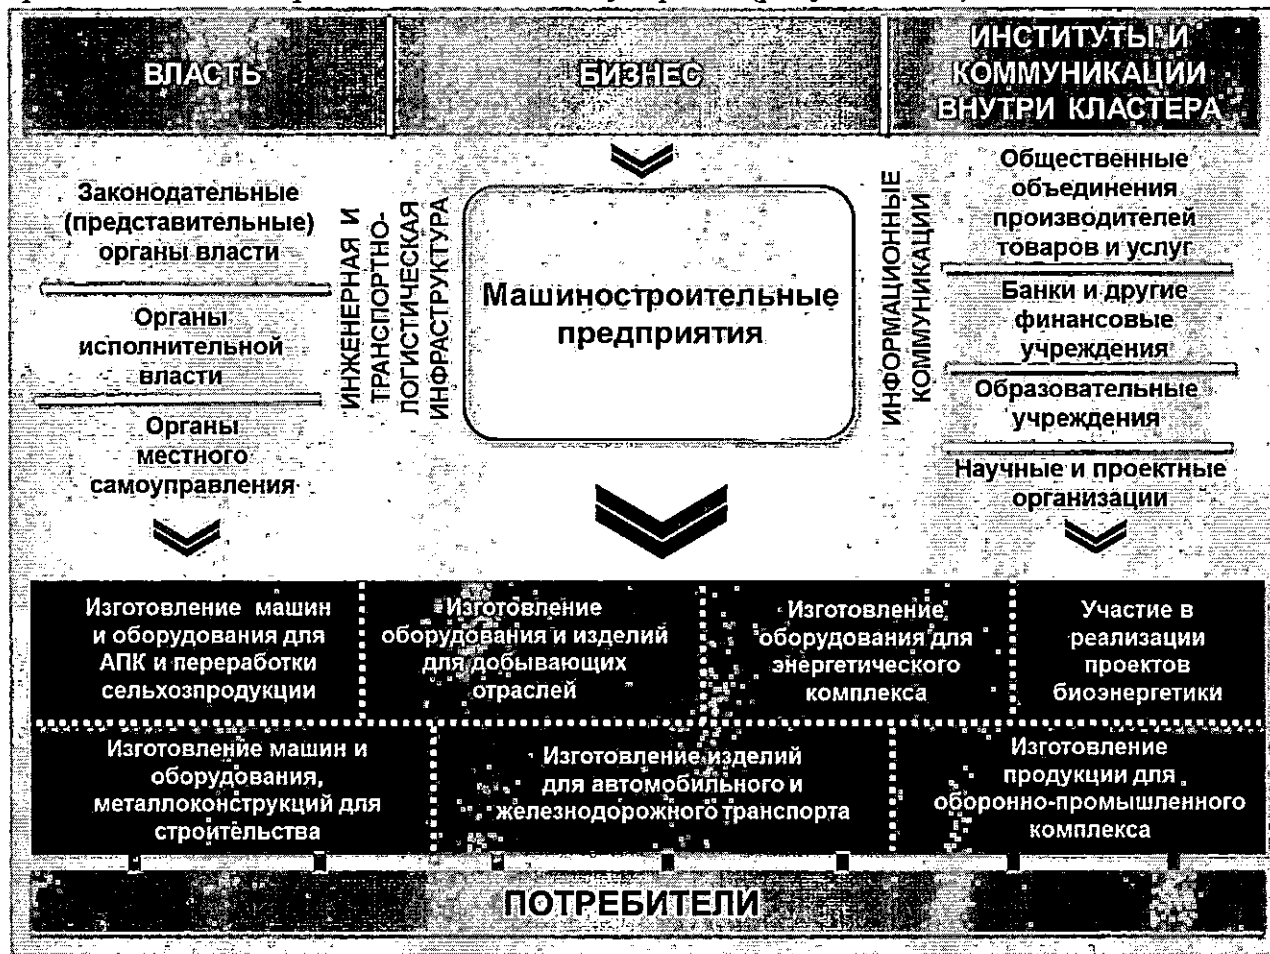 ВЛАСТЬ
БИЗНЕС
ИНСТИТУТЫ И
КОММУНИКАЦИИ
ВНУТРИ КЛАСТЕРА
Законодательные
(представительные)
органы власти
Органы
исполнительной
власти
Органы
местного
самоуправления
ИНЖЕНЕРНАЯ И
ТРАНСПОРТНО-
ЛОГИСТИЧЕСКАЯ
ИНФРАСТРУКТУРА
Машиностроительные
предприятия
ИНФОРМАЦИОННЫЕ
КОММУНИКАЦИИ
Общественные
объединения
производителей
товаров и услуг
Банки и другие
финансовые
учреждения
Образовательные
учреждения
Научные и проектные
организации
Изготовление машин
и оборудования для
АПК и переработки
сельхозпродукции
Изготовление
оборудования и изделий
для добывающих
отраслей
Изготовление
оборудования для
энергетического
комплекса
Участие в
реализации
проектов
биоэнергетики
Изготовление машин и
оборудования,
металлоконструкций для
строительства
Изготовление изделий
для автомобильного и
железнодорожного транспорта
Изготовление
продукции для
оборонно-промышленного
комплекса
ПОТРЕБИТЕЛИ